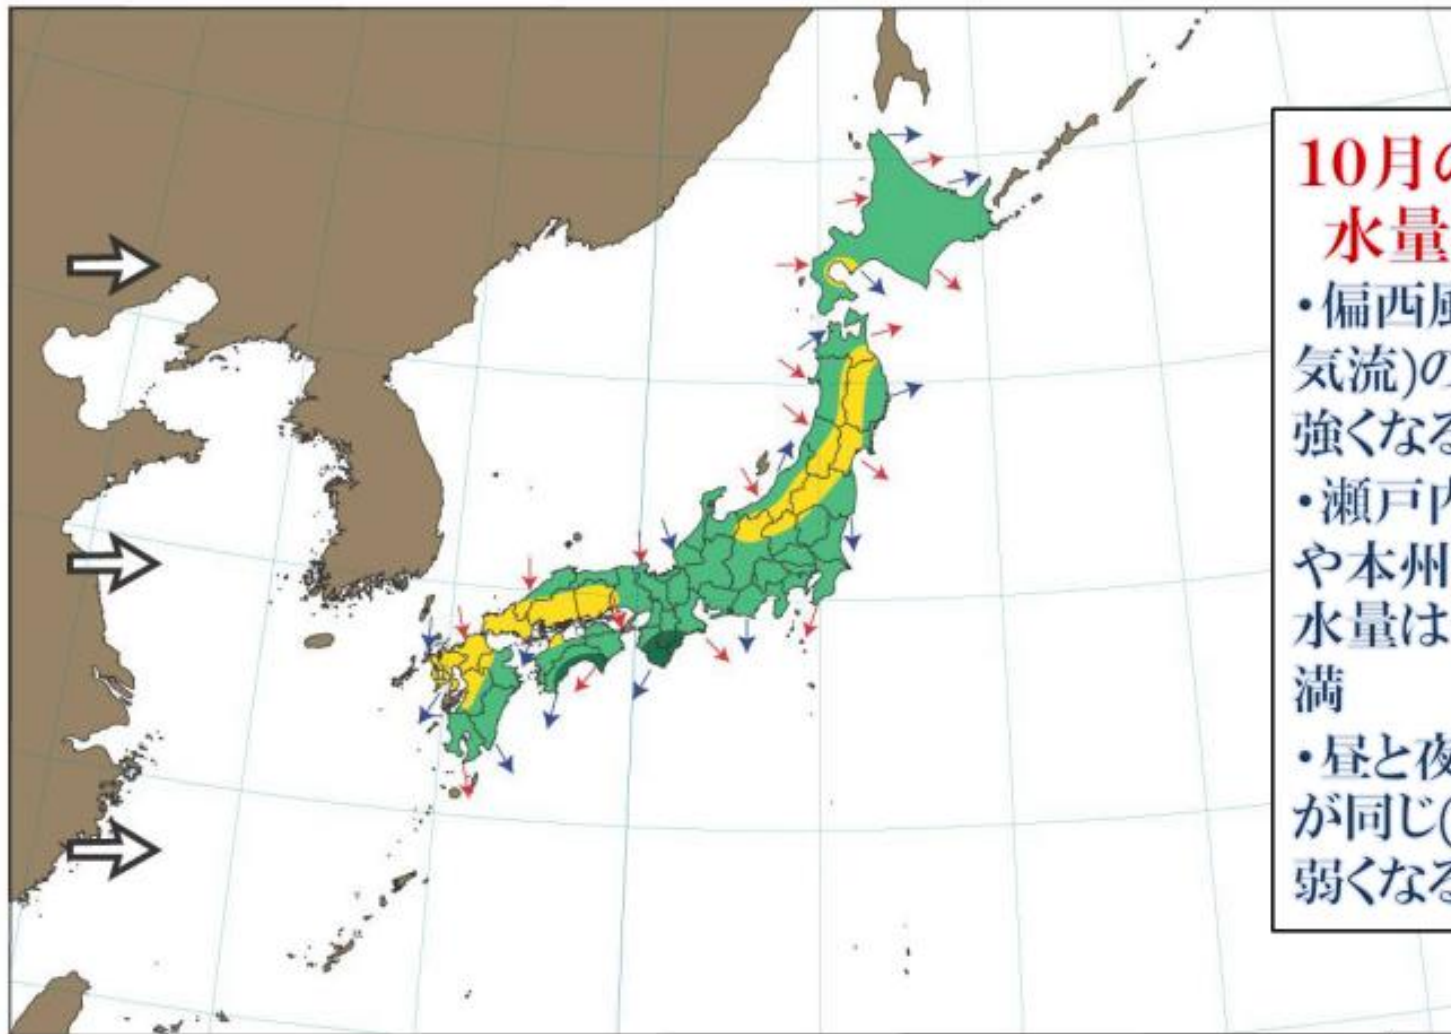 10月の
水量
・偏西風
気流)の
強くなる
・瀬戸内
や本州
水量は
満
・昼と夜
が同じ(
弱くなる